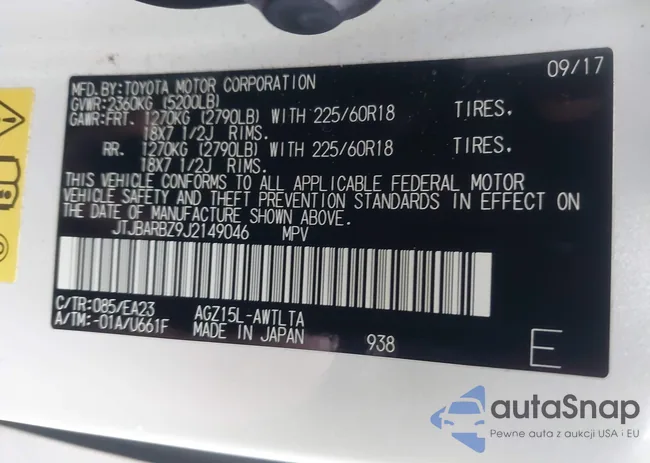 MFD.BY:TOYOTA MOTOR CORPORATION 09/17
GVWR:2360KG (5200LB)
GAWR:FRT. 1270KG (2790LB) WITH 225/60R18 TIRES.
18X7 1/2J RIMS.
RR. 1270KG (2790LB) WITH 225/60R18 TIRES.
18X7 1/2J RIMS.
THIS VEHICLE CONFORMS TO ALL APPLICABLE FEDERAL MOTOR
VEHICLE SAFETY AND THEFT PREVENTION STANDARDS IN EFFECT ON
THE DATE OF MANUFACTURE SHOWN ABOVE.
JTJBARBZ9J2149046 MPV
C/TR:085/EA23 AGZ15L-AWTLTA
A/TM:-01A/U661F MADE IN JAPAN 938 E
autoSnap
Pewne auta z aukcji USA i EU